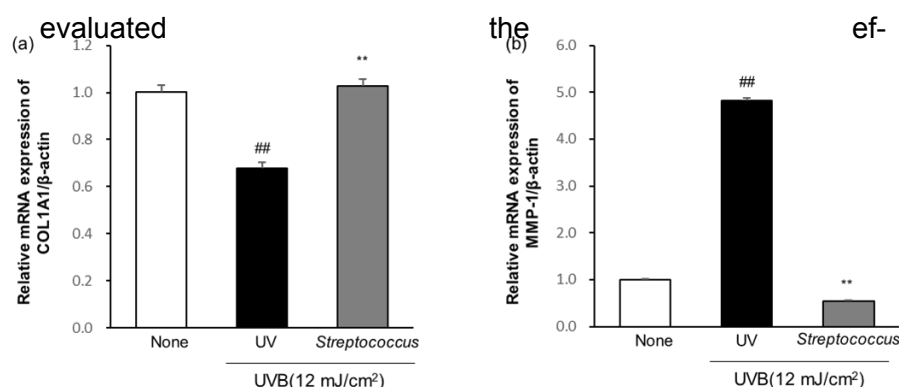 evaluated the ef-
(a)
Relative mRNA expression of
COL1A1/β-actin
1.2
1.0
0.8
0.6
0.4
0.2
0.0
##
**
None UV Streptococcus
UVB(12 mJ/cm²)
(b)
Relative mRNA expression of
MMP-1/β-actin
6.0
5.0
4.0
3.0
2.0
1.0
0.0
##
**
None UV Streptococcus
UVB(12 mJ/cm²)